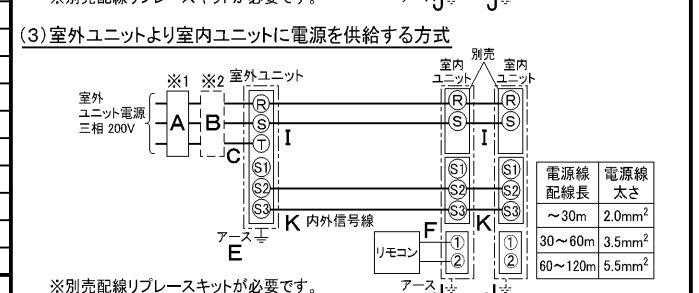 (3)室外ユニットより室内ユニットに電源を供給する方式
※1 ※2 室外ユニット
別売
室内ユニット
室内ユニット
室外
ユニット電源
三相 200V
A B C
R
S
T
S1
S2
S3
I
K 内外信号線
アース
E
R
S
S1
S2
S3
F
リモコン
①
②
I
K
R
S
S1
S2
S3
①
②
電源線配線長 電源線太さ
～30m 2.0mm²
30～60m 3.5mm²
60～120m 5.5mm²
※別売配線リプレースキットが必要です。
アース